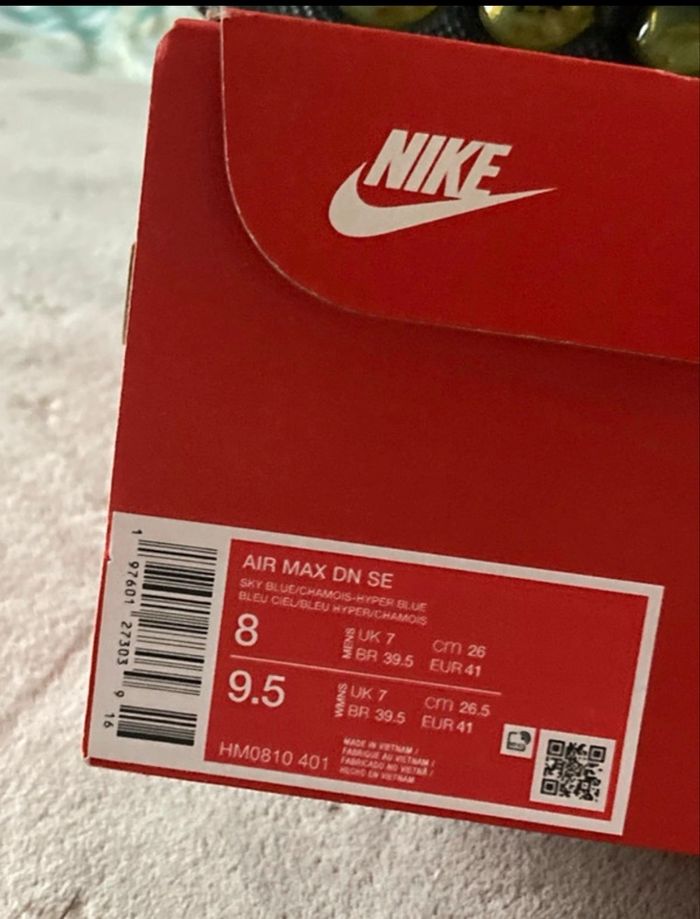 NIKE
AIR MAX DN SE
SKY BLUE/CHAMOIS-HYPER BLUE
BLEU CIEL/BLEU HYPER/CHAMOIS
8
MENS
UK 7
cm 26
BR 39.5
EUR 41
9.5
WMNS
UK 7
cm 26.5
BR 39.5
EUR 41
HM0810 401
MADE IN VIETNAM /
FABRIQUÉ AU VIETNAM /
FABRICADO NO VIETNÃ /
HECHO EN VIETNAM
1 97601 27303 9 16